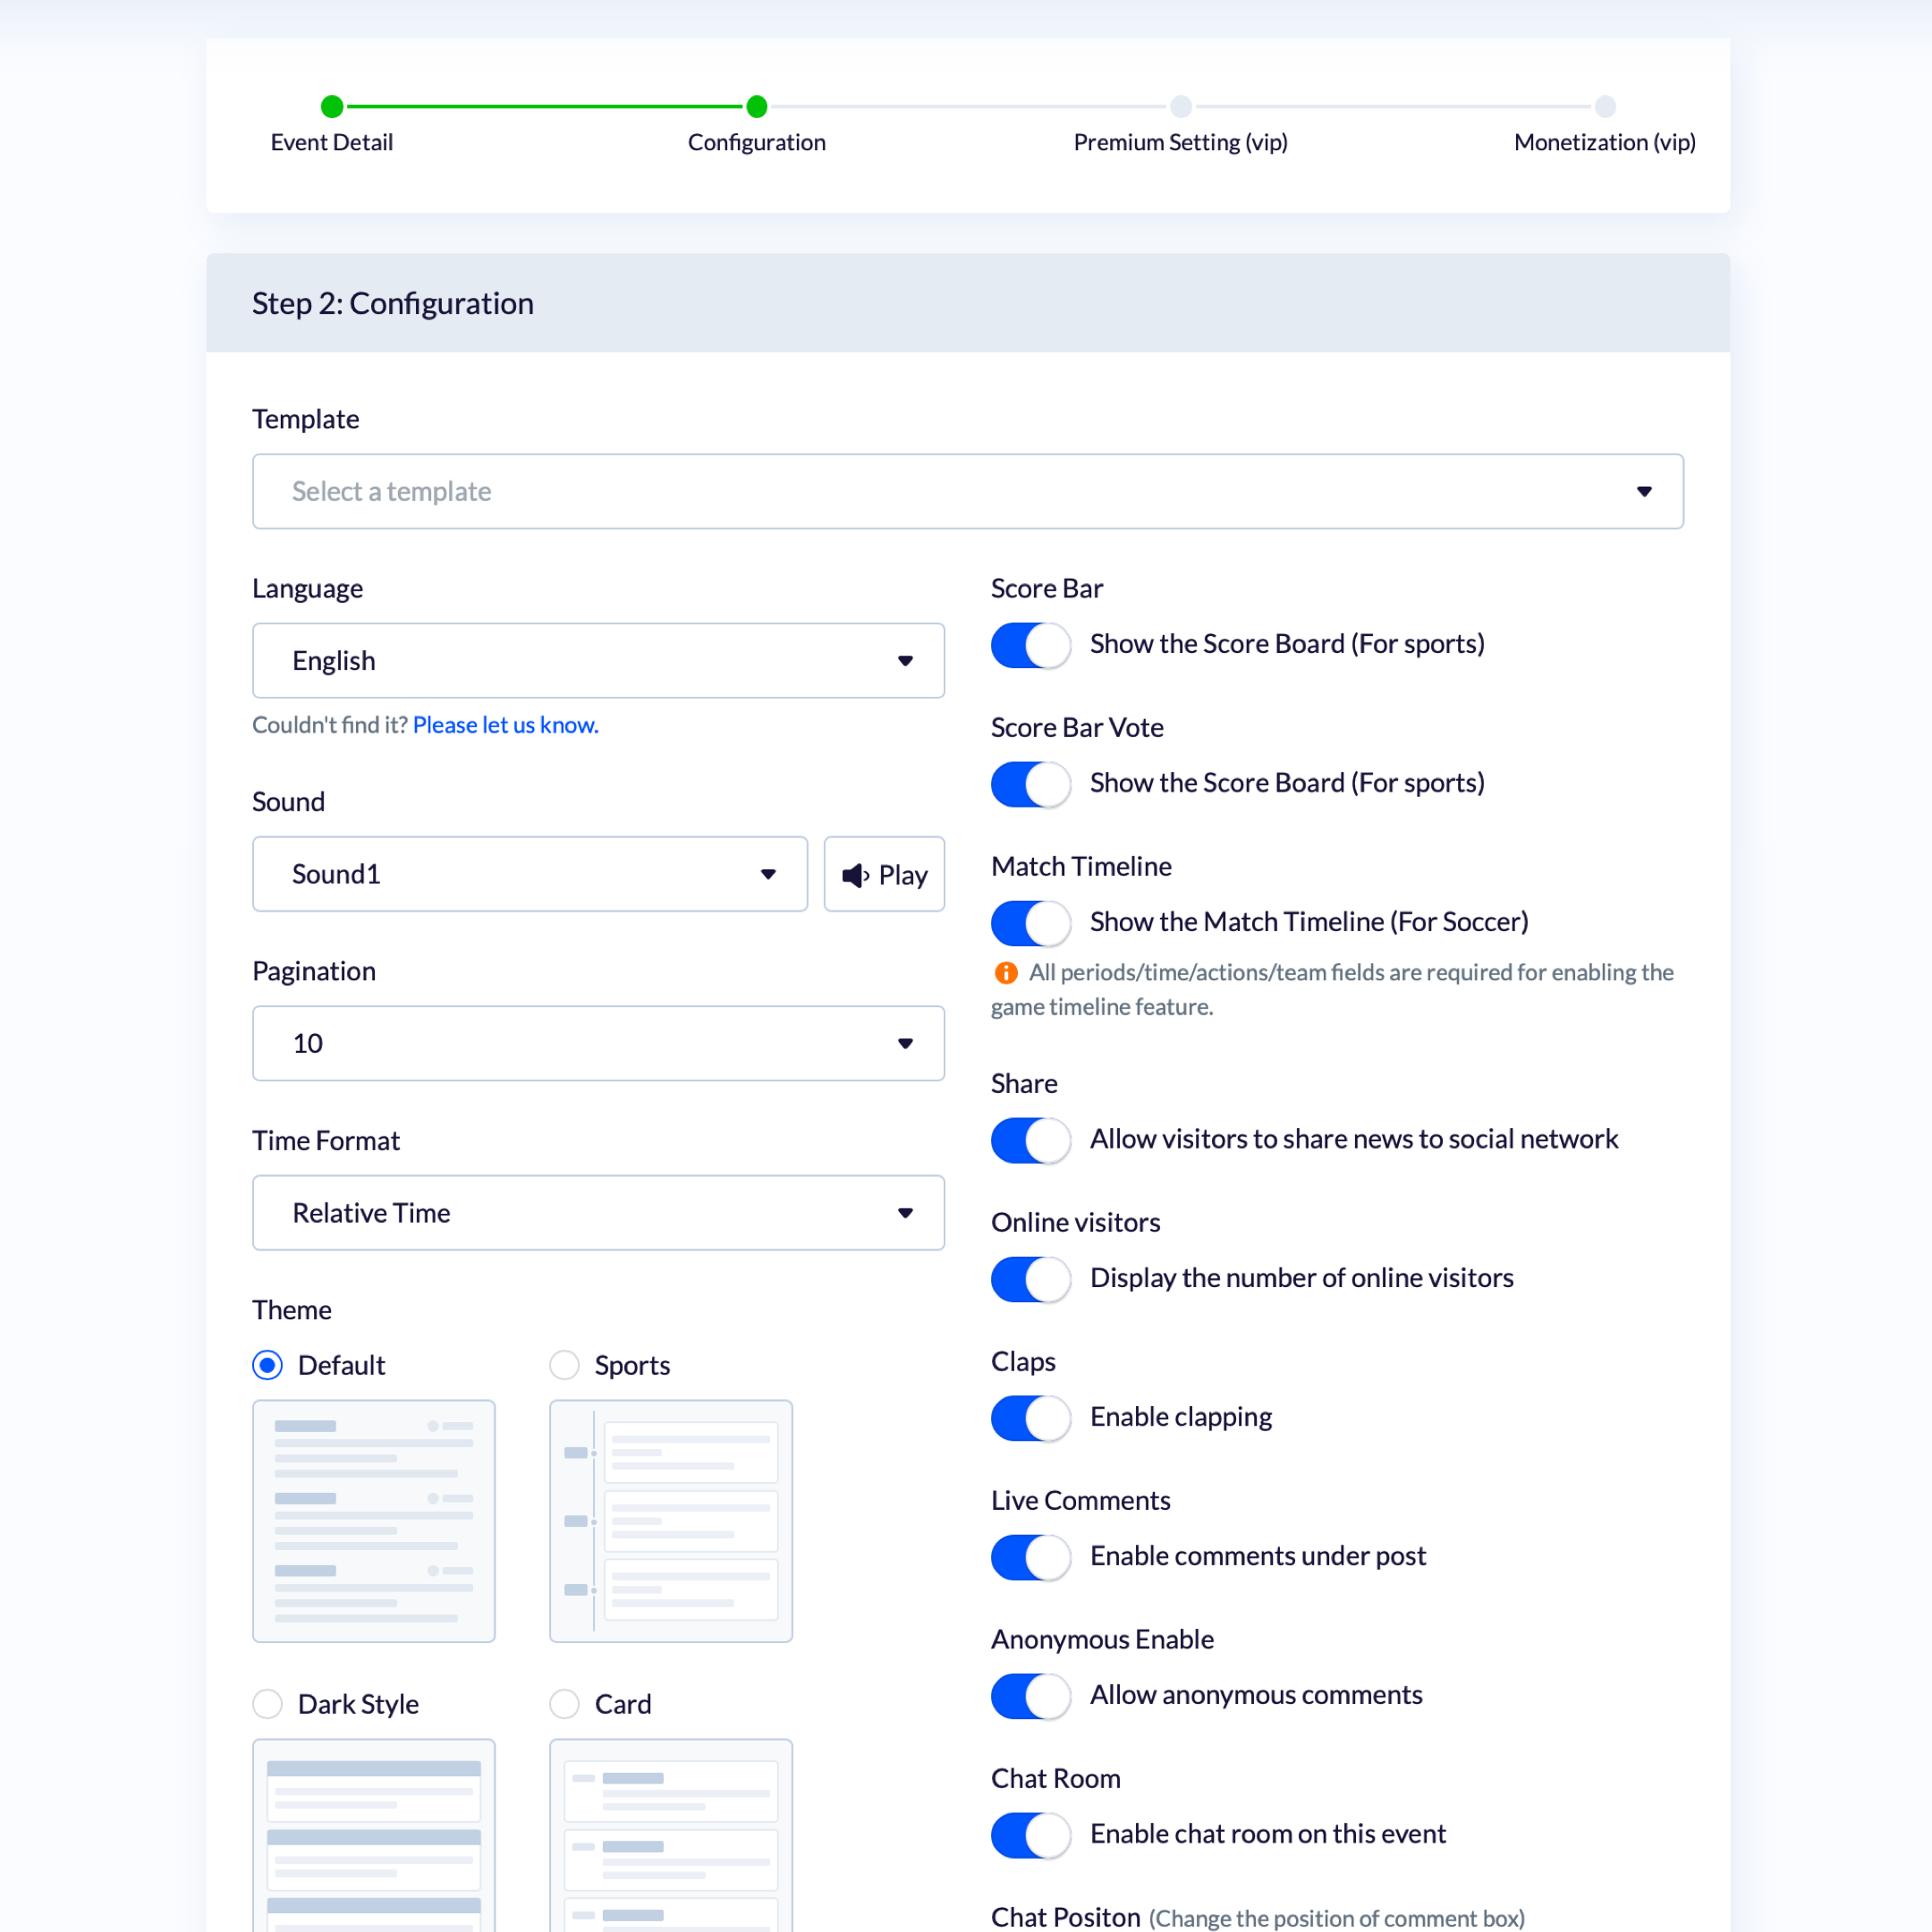 Event Detail
Configuration
Premium Setting (vip)
Monetization (vip)
Step 2: Configuration
Template
Select a template
Language
English
Couldn't find it? Please let us know.
Sound
Sound1
Play
Pagination
10
Time Format
Relative Time
Theme
Default
Sports
Dark Style
Card
Score Bar
Show the Score Board (For sports)
Score Bar Vote
Show the Score Board (For sports)
Match Timeline
Show the Match Timeline (For Soccer)
All periods/time/actions/team fields are required for enabling the
game timeline feature.
Share
Allow visitors to share news to social network
Online visitors
Display the number of online visitors
Claps
Enable clapping
Live Comments
Enable comments under post
Anonymous Enable
Allow anonymous comments
Chat Room
Enable chat room on this event
Chat Positon (Change the position of comment box)